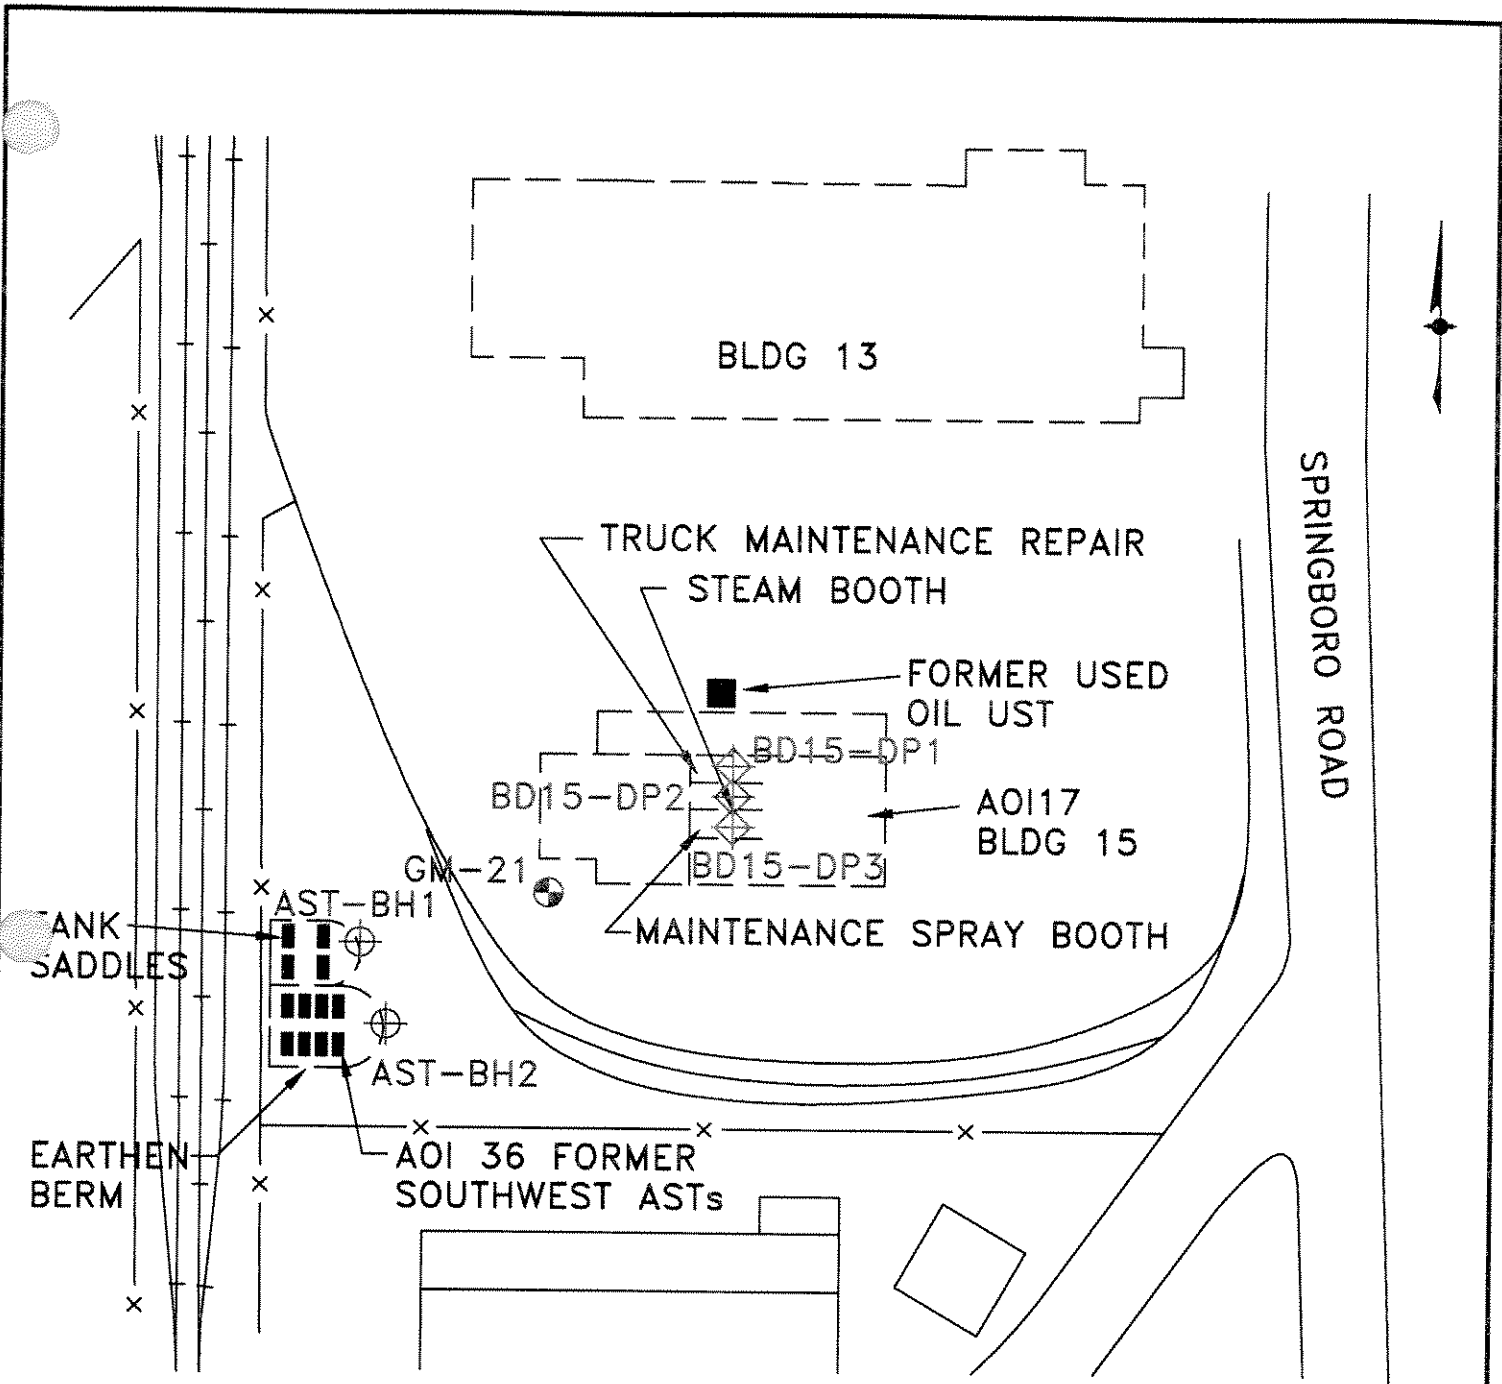 BLDG 13
SPRINGBORO ROAD
TRUCK MAINTENANCE REPAIR
STEAM BOOTH
FORMER USED
OIL UST
BD15-DP1
BD15-DP2
AOI17
BLDG 15
BD15-DP3
GM-21
AST-BH1
MAINTENANCE SPRAY BOOTH
ANK
SADDLES
AST-BH2
EARTHEN
BERM
AOI 36 FORMER
SOUTHWEST ASTs